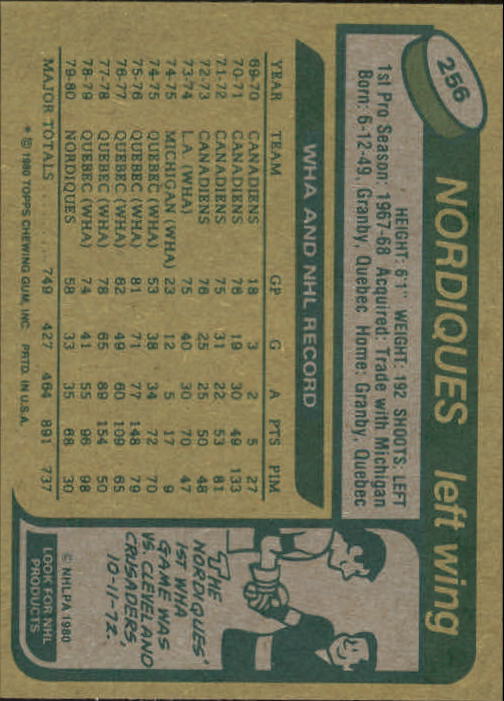 256
NORDIQUES left wing
HEIGHT: 6'1" WEIGHT: 192 SHOOTS: LEFT
1st Pro Season: 1967-68 Acquired: Trade with Michigan
Born: 6-12-49, Granby, Quebec Home: Granby, Quebec
WHA AND NHL RECORD
YEAR TEAM GP G A PTS PIM
69-70 CANADIENS 18 3 2 5 27
70-71 CANADIENS 76 19 30 49 133
71-72 CANADIENS 75 31 22 53 81
72-73 CANADIENS 76 25 25 50 48
73-74 L.A. (WHA) 75 40 30 70 47
74-75 MICHIGAN (WHA) 23 12 5 17 9
74-75 QUEBEC (WHA) 53 38 34 72 70
75-76 QUEBEC (WHA) 81 71 77 148 79
76-77 QUEBEC (WHA) 62 49 60 109 65
77-78 QUEBEC (WHA) 78 65 89 154 50
78-79 QUEBEC (WHA) 74 41 55 96 98
79-80 NORDIQUES 58 33 35 68 30
MAJOR TOTALS ..... 749 427 464 891 737
* © 1980 TOPPS CHEWING GUM, INC. PRTD. IN U.S.A.
THE
NORDIQUES'
1ST WHA
GAME WAS
VS. CLEVELAND
CRUSADERS,
10-11-72.
© NHLPA 1980
LOOK FOR NHL
PRODUCTS